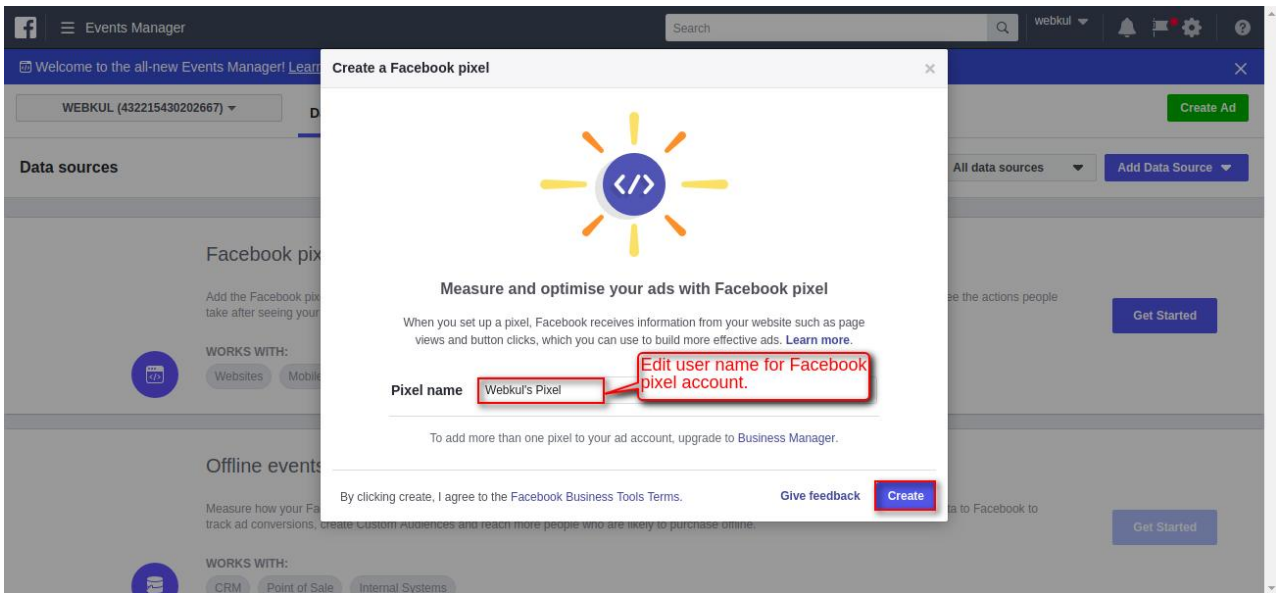 Events Manager
Search
webkul
Welcome to the all-new Events Manager! Learn
Create a Facebook pixel
WEBKUL (432215430202667)
D
Create Ad
Data sources
All data sources
Add Data Source
</>
Facebook pix
Measure and optimise your ads with Facebook pixel
Add the Facebook pix
ee the actions people
take after seeing your
Get Started
When you set up a pixel, Facebook receives information from your website such as page
views and button clicks, which you can use to build more effective ads. Learn more.
WORKS WITH:
Websites
Mobile
Edit user name for Facebook
pixel account.
Pixel name
Webkul's Pixel
To add more than one pixel to your ad account, upgrade to Business Manager.
Offline events
By clicking create, I agree to the Facebook Business Tools Terms.
Give feedback
Create
Measure how your Fa
ta to Facebook to
track ad conversions, create Custom Audiences and reach more people who are likely to purchase offline.
Get Started
WORKS WITH:
CRM
Point of Sale
Internal Systems